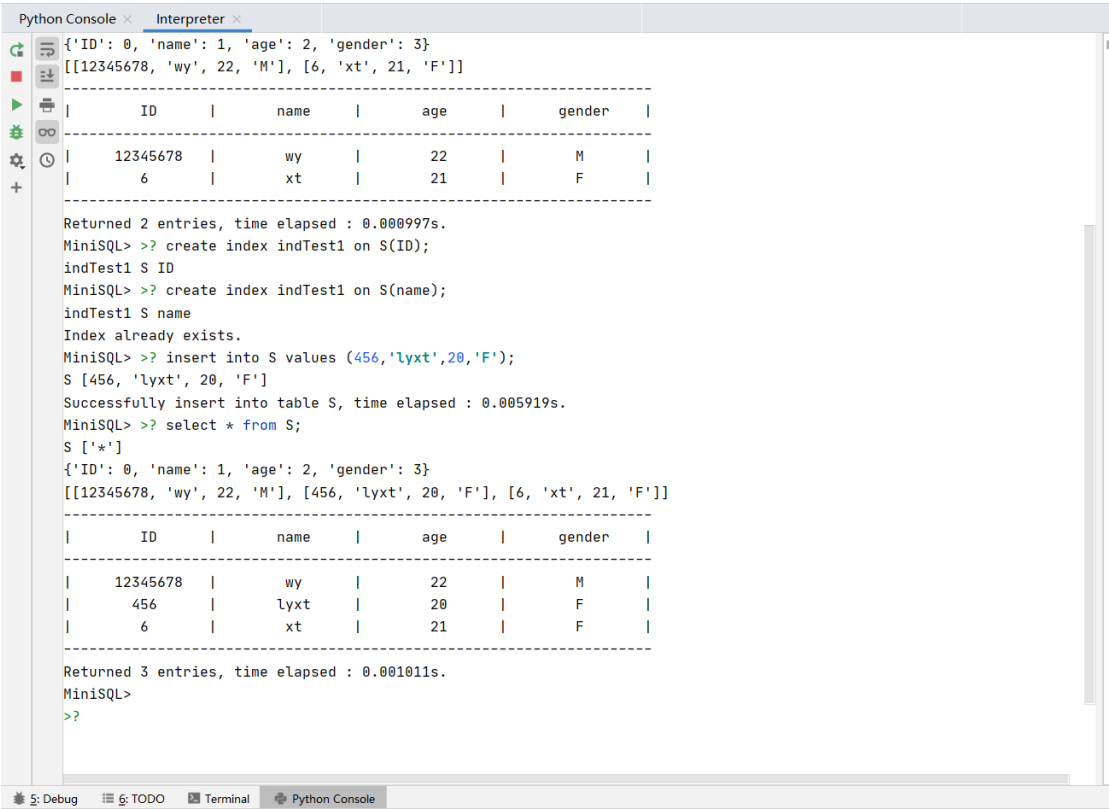 Python Console × Interpreter ×
{'ID': 0, 'name': 1, 'age': 2, 'gender': 3}
[[12345678, 'wy', 22, 'M'], [6, 'xt', 21, 'F']]
----------------------------------------------------------------------
| ID | name | age | gender |
----------------------------------------------------------------------
| 12345678 | wy | 22 | M |
| 6 | xt | 21 | F |
----------------------------------------------------------------------
Returned 2 entries, time elapsed : 0.000997s.
MiniSQL> >? create index indTest1 on S(ID);
indTest1 S ID
MiniSQL> >? create index indTest1 on S(name);
indTest1 S name
Index already exists.
MiniSQL> >? insert into S values (456,'lyxt',20,'F');
S [456, 'lyxt', 20, 'F']
Successfully insert into table S, time elapsed : 0.005919s.
MiniSQL> >? select * from S;
S ['*']
{'ID': 0, 'name': 1, 'age': 2, 'gender': 3}
[[12345678, 'wy', 22, 'M'], [456, 'lyxt', 20, 'F'], [6, 'xt', 21, 'F']]
----------------------------------------------------------------------
| ID | name | age | gender |
----------------------------------------------------------------------
| 12345678 | wy | 22 | M |
| 456 | lyxt | 20 | F |
| 6 | xt | 21 | F |
----------------------------------------------------------------------
Returned 3 entries, time elapsed : 0.001011s.
MiniSQL>
>?
5: Debug 6: TODO Terminal Python Console